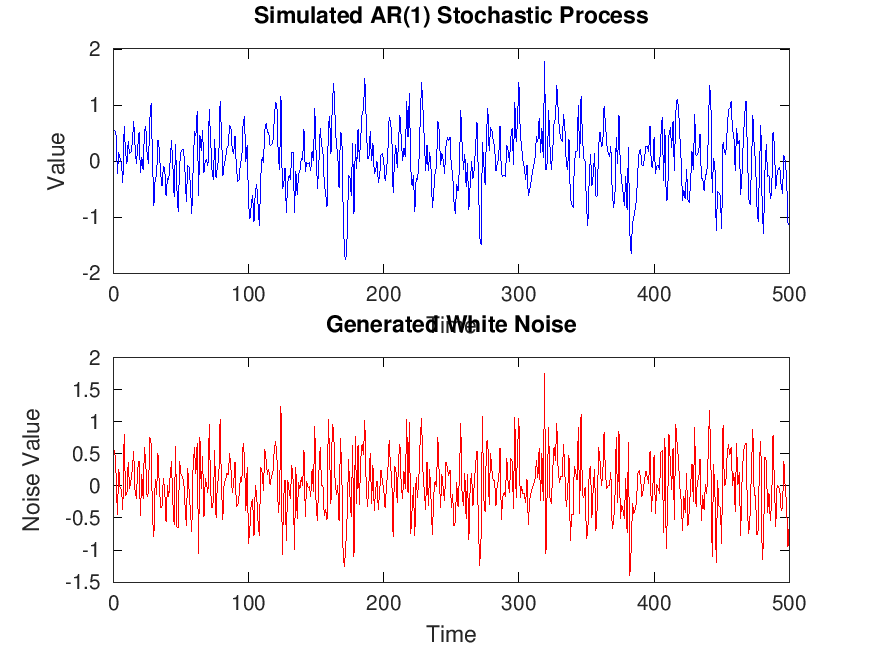 Simulated AR(1) Stochastic Process
2
1
0
-1
-2
Value
0 100 200 300 400 500
Time
Generated White Noise
2
1.5
1
0.5
0
-0.5
-1
-1.5
Noise Value
0 100 200 300 400 500
Time